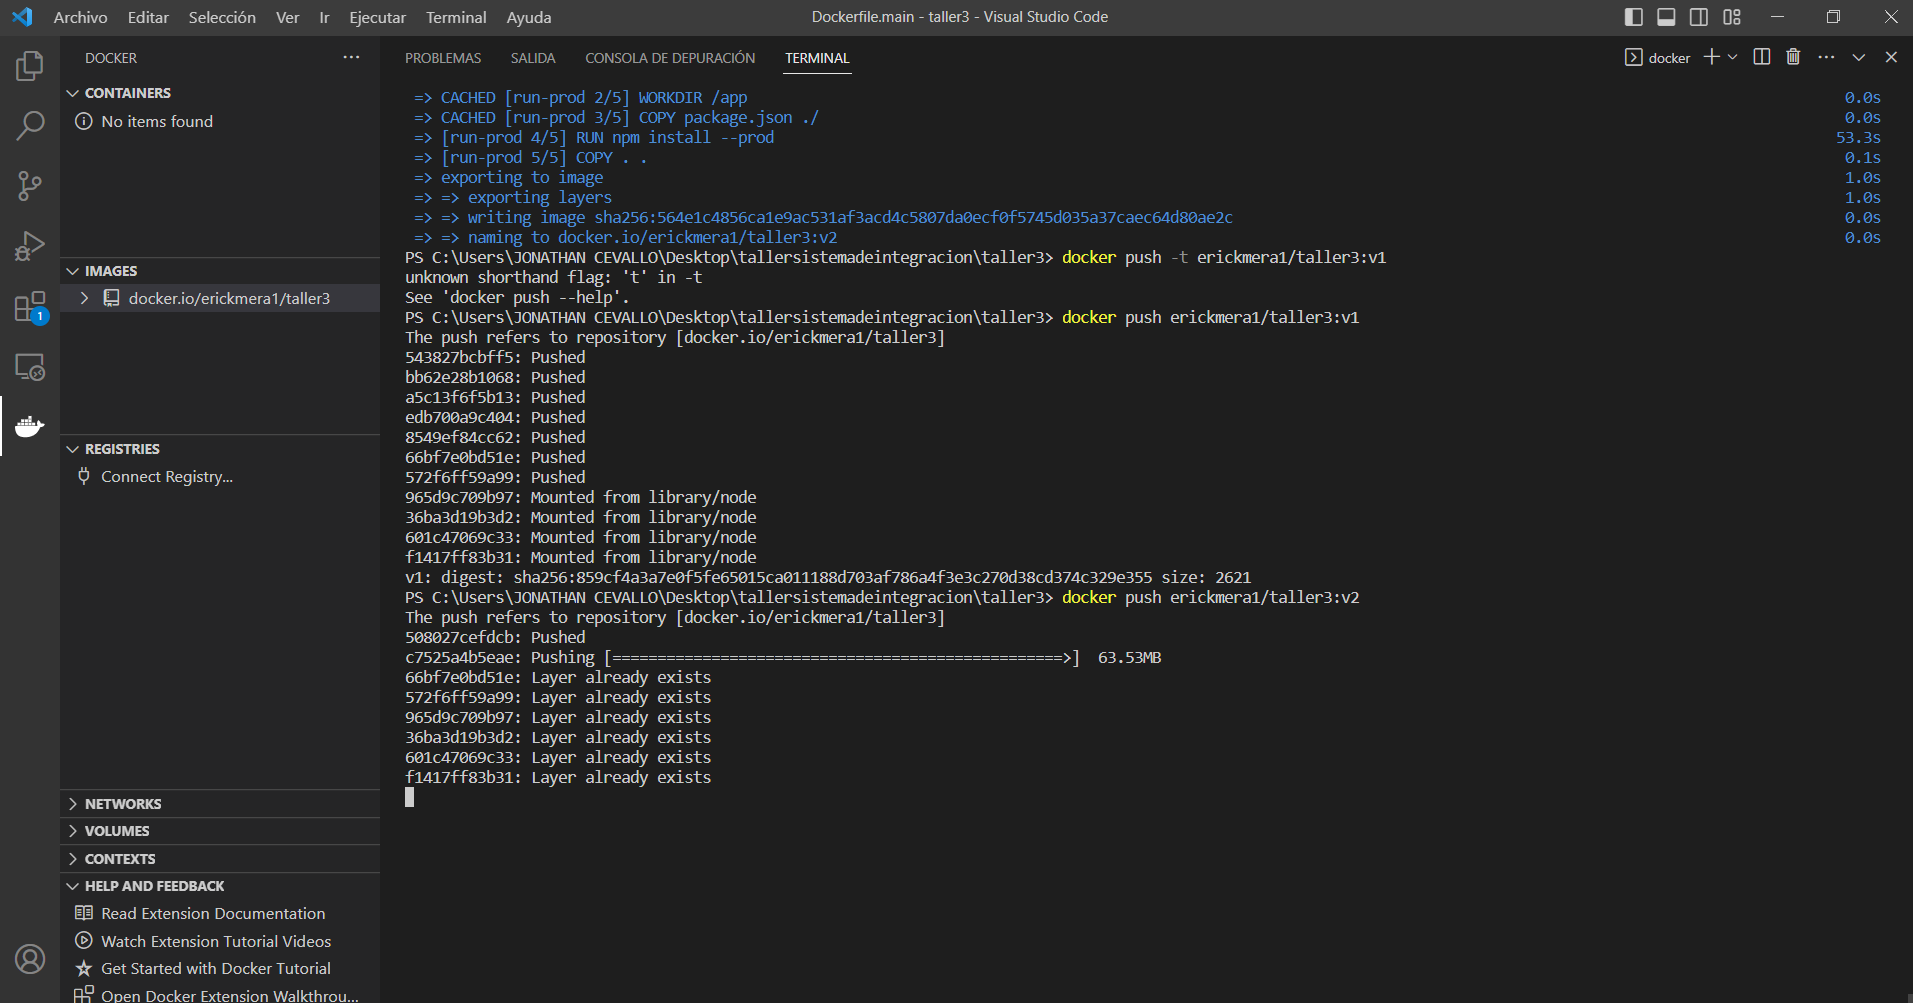 Archivo Editar Selección Ver Ir Ejecutar Terminal Ayuda
Dockerfile.main - taller3 - Visual Studio Code
DOCKER
CONTAINERS
No items found
IMAGES
docker.io/erickmera1/taller3
REGISTRIES
Connect Registry...
NETWORKS
VOLUMES
CONTEXTS
HELP AND FEEDBACK
Read Extension Documentation
Watch Extension Tutorial Videos
Get Started with Docker Tutorial
Open Docker Extension Walkthrou...
1
PROBLEMAS SALIDA CONSOLA DE DEPURACIÓN TERMINAL
docker
=> CACHED [run-prod 2/5] WORKDIR /app 0.0s
=> CACHED [run-prod 3/5] COPY package.json ./ 0.0s
=> [run-prod 4/5] RUN npm install --prod 53.3s
=> [run-prod 5/5] COPY . . 0.1s
=> exporting to image 1.0s
=> => exporting layers 1.0s
=> => writing image sha256:564e1c4856ca1e9ac531af3acd4c5807da0ecf0f5745d035a37caec64d80ae2c 0.0s
=> => naming to docker.io/erickmera1/taller3:v2 0.0s
PS C:\Users\JONATHAN CEVALLO\Desktop\tallersistemadeintegracion\taller3> docker push -t erickmera1/taller3:v1
unknown shorthand flag: 't' in -t
See 'docker push --help'.
PS C:\Users\JONATHAN CEVALLO\Desktop\tallersistemadeintegracion\taller3> docker push erickmera1/taller3:v1
The push refers to repository [docker.io/erickmera1/taller3]
543827bcbff5: Pushed
bb62e28b1068: Pushed
a5c13f6f5b13: Pushed
edb700a9c404: Pushed
8549ef84cc62: Pushed
66bf7e0bd51e: Pushed
572f6ff59a99: Pushed
965d9c709b97: Mounted from library/node
36ba3d19b3d2: Mounted from library/node
601c47069c33: Mounted from library/node
f1417ff83b31: Mounted from library/node
v1: digest: sha256:859cf4a3a7e0f5fe65015ca011188d703af786a4f3e3c270d38cd374c329e355 size: 2621
PS C:\Users\JONATHAN CEVALLO\Desktop\tallersistemadeintegracion\taller3> docker push erickmera1/taller3:v2
The push refers to repository [docker.io/erickmera1/taller3]
508027cefdcb: Pushed
c7525a4b5eae: Pushing [==================================================>] 63.53MB
66bf7e0bd51e: Layer already exists
572f6ff59a99: Layer already exists
965d9c709b97: Layer already exists
36ba3d19b3d2: Layer already exists
601c47069c33: Layer already exists
f1417ff83b31: Layer already exists